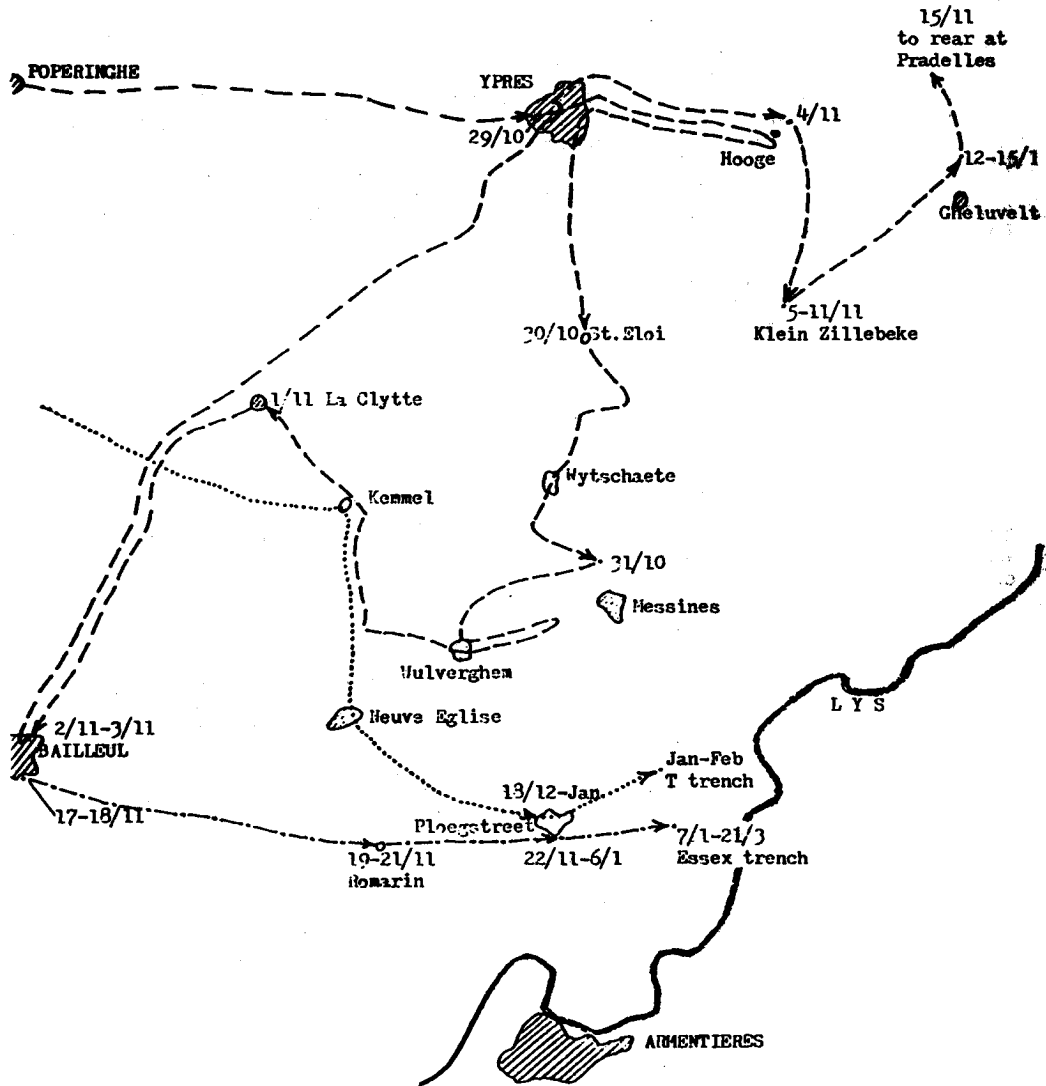 15/11
to rear at
Pradelles
POPERINGHE
YPRES
29/10
4/11
Hooge
12-15/1
Gheluvelt
5-11/11
Klein Zillebeke
30/10 St.Eloi
1/11 La Clytte
Wytschaete
Kemmel
31/10
Messines
Wulverghem
LYS
Neuve Eglise
2/11-3/11
BAILLEUL
Jan-Feb
T trench
18/12-Jan
17-18/11
Ploegstreet
7/1-21/3
Essex trench
19-21/11
Romarin
22/11-6/1
ARMENTIERES